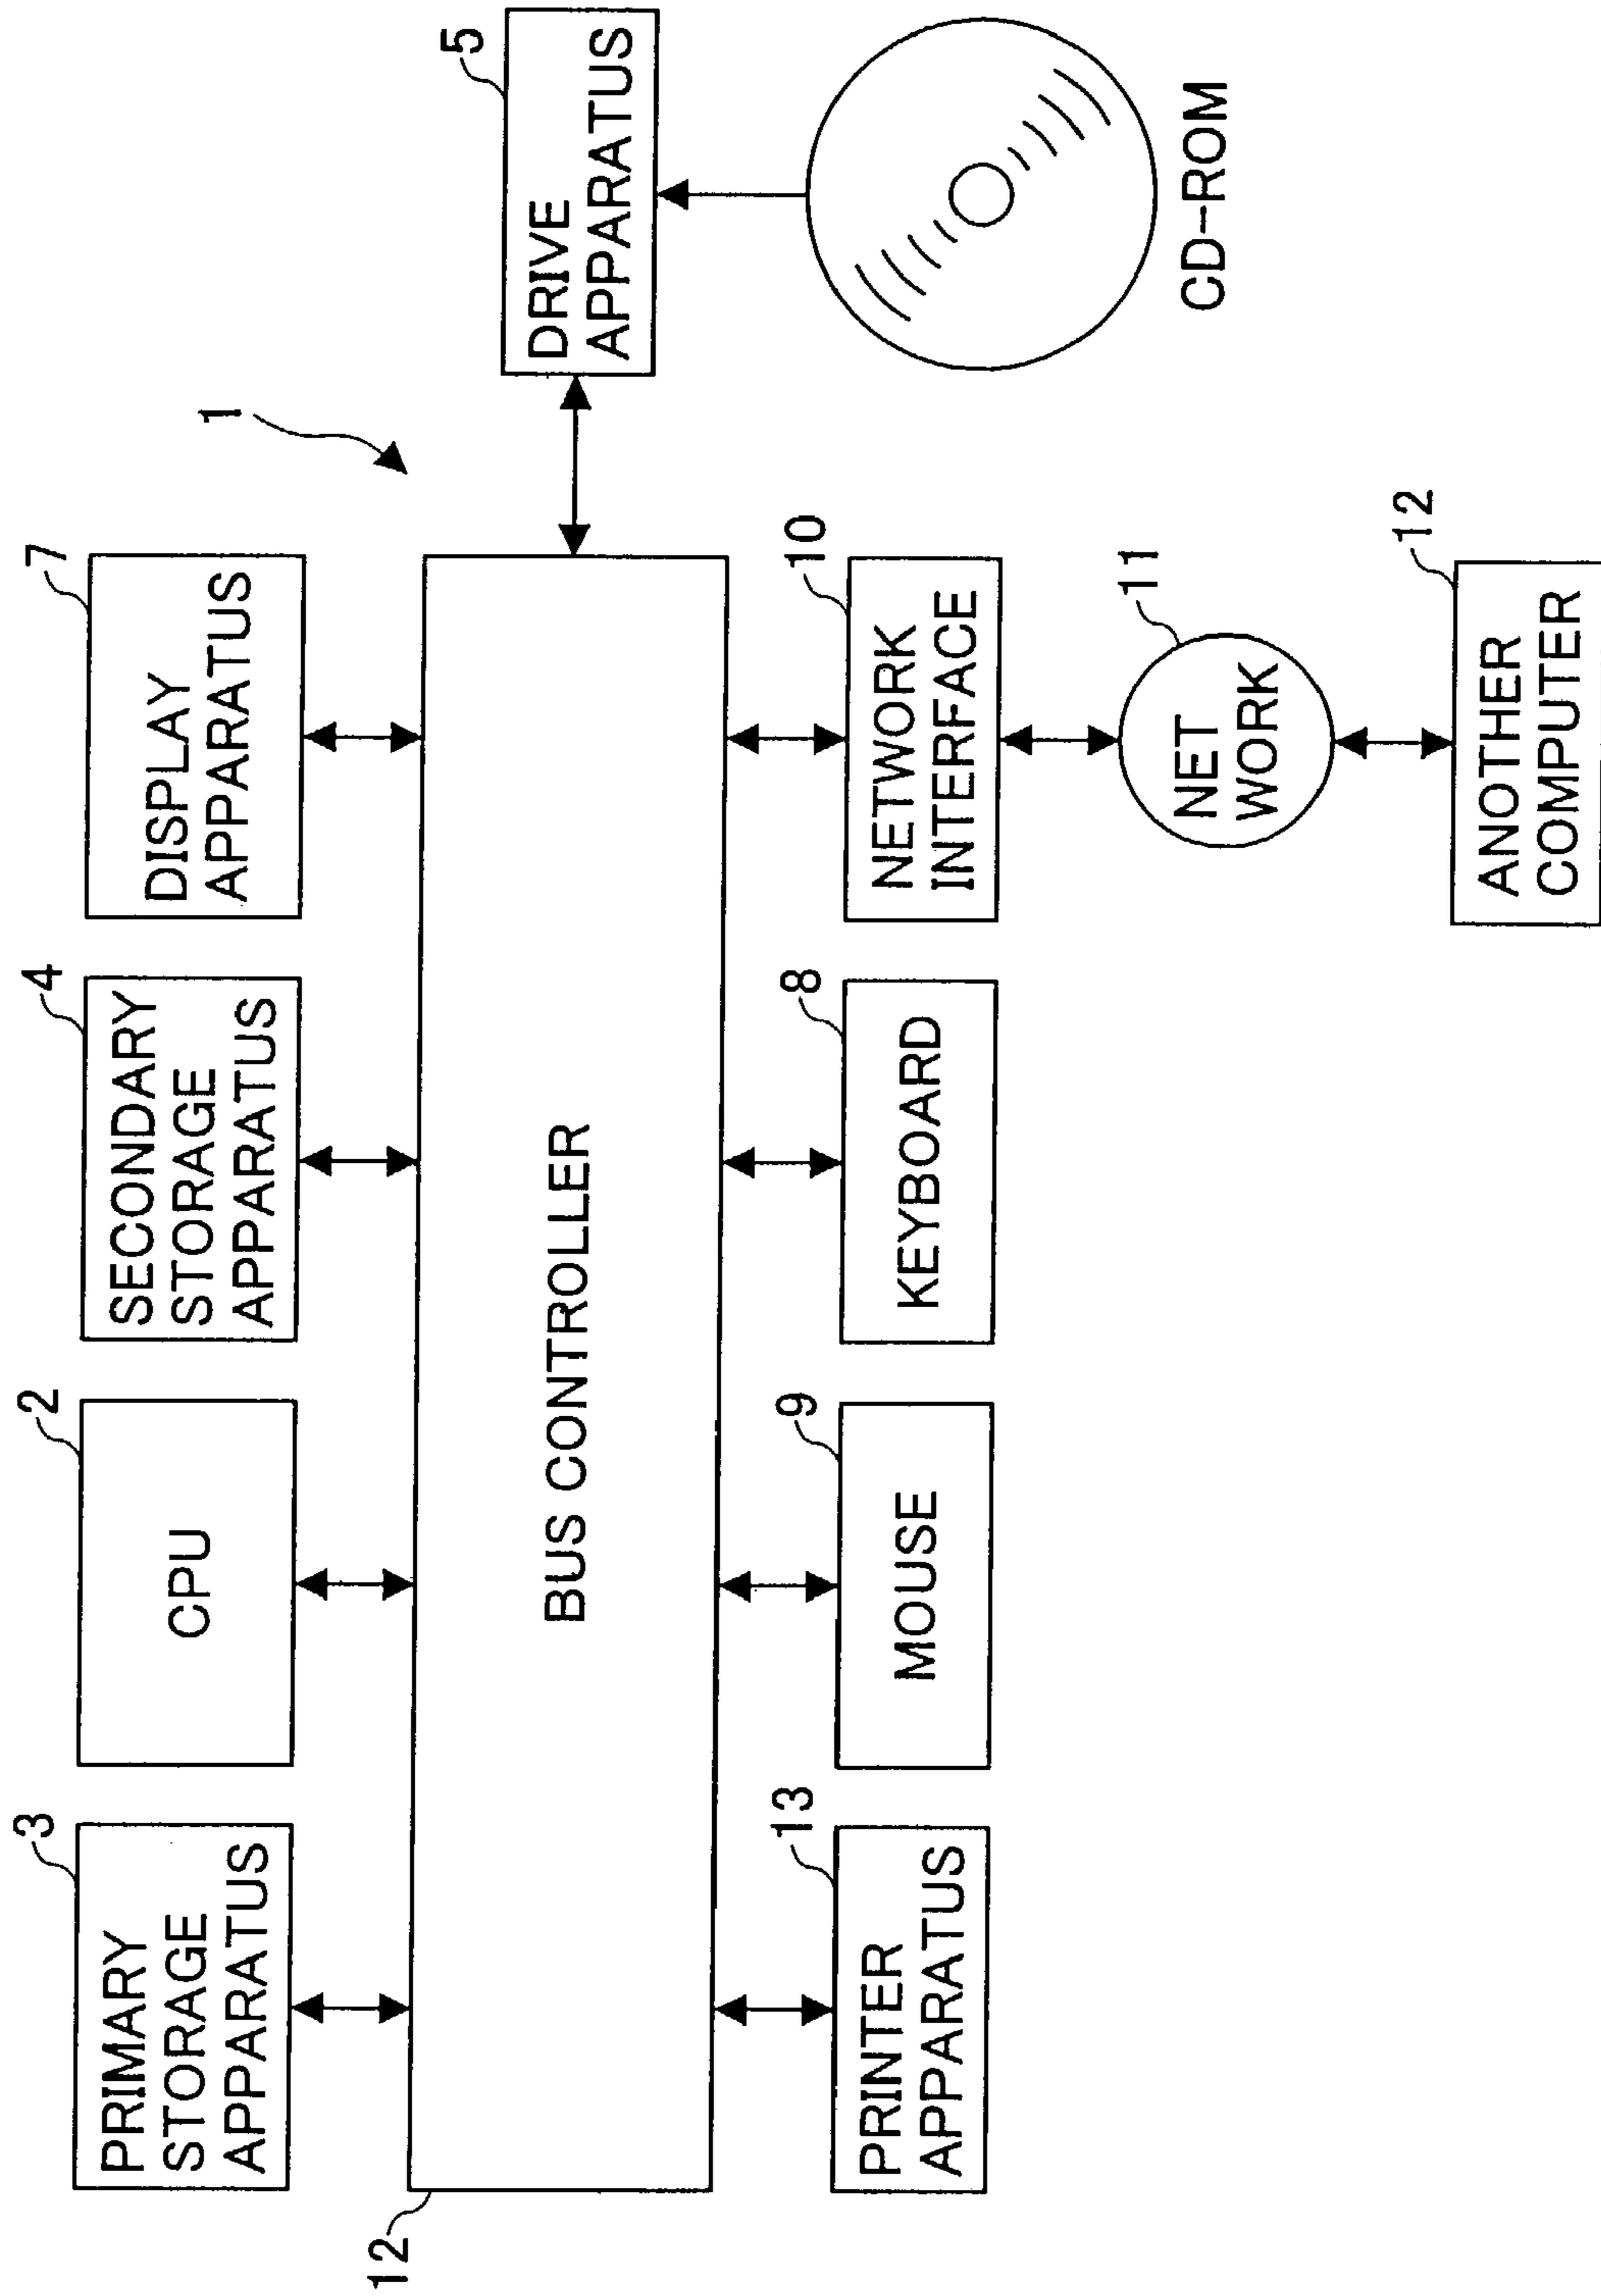 1
3
PRIMARY
STORAGE
APPARATUS
2
CPU
4
SECONDARY
STORAGE
APPARATUS
7
DISPLAY
APPARATUS
12
BUS CONTROLLER
5
DRIVE
APPARATUS
CD-ROM
13
PRINTER
APPARATUS
9
MOUSE
8
KEYBOARD
10
NETWORK
INTERFACE
11
NET
WORK
12
ANOTHER
COMPUTER